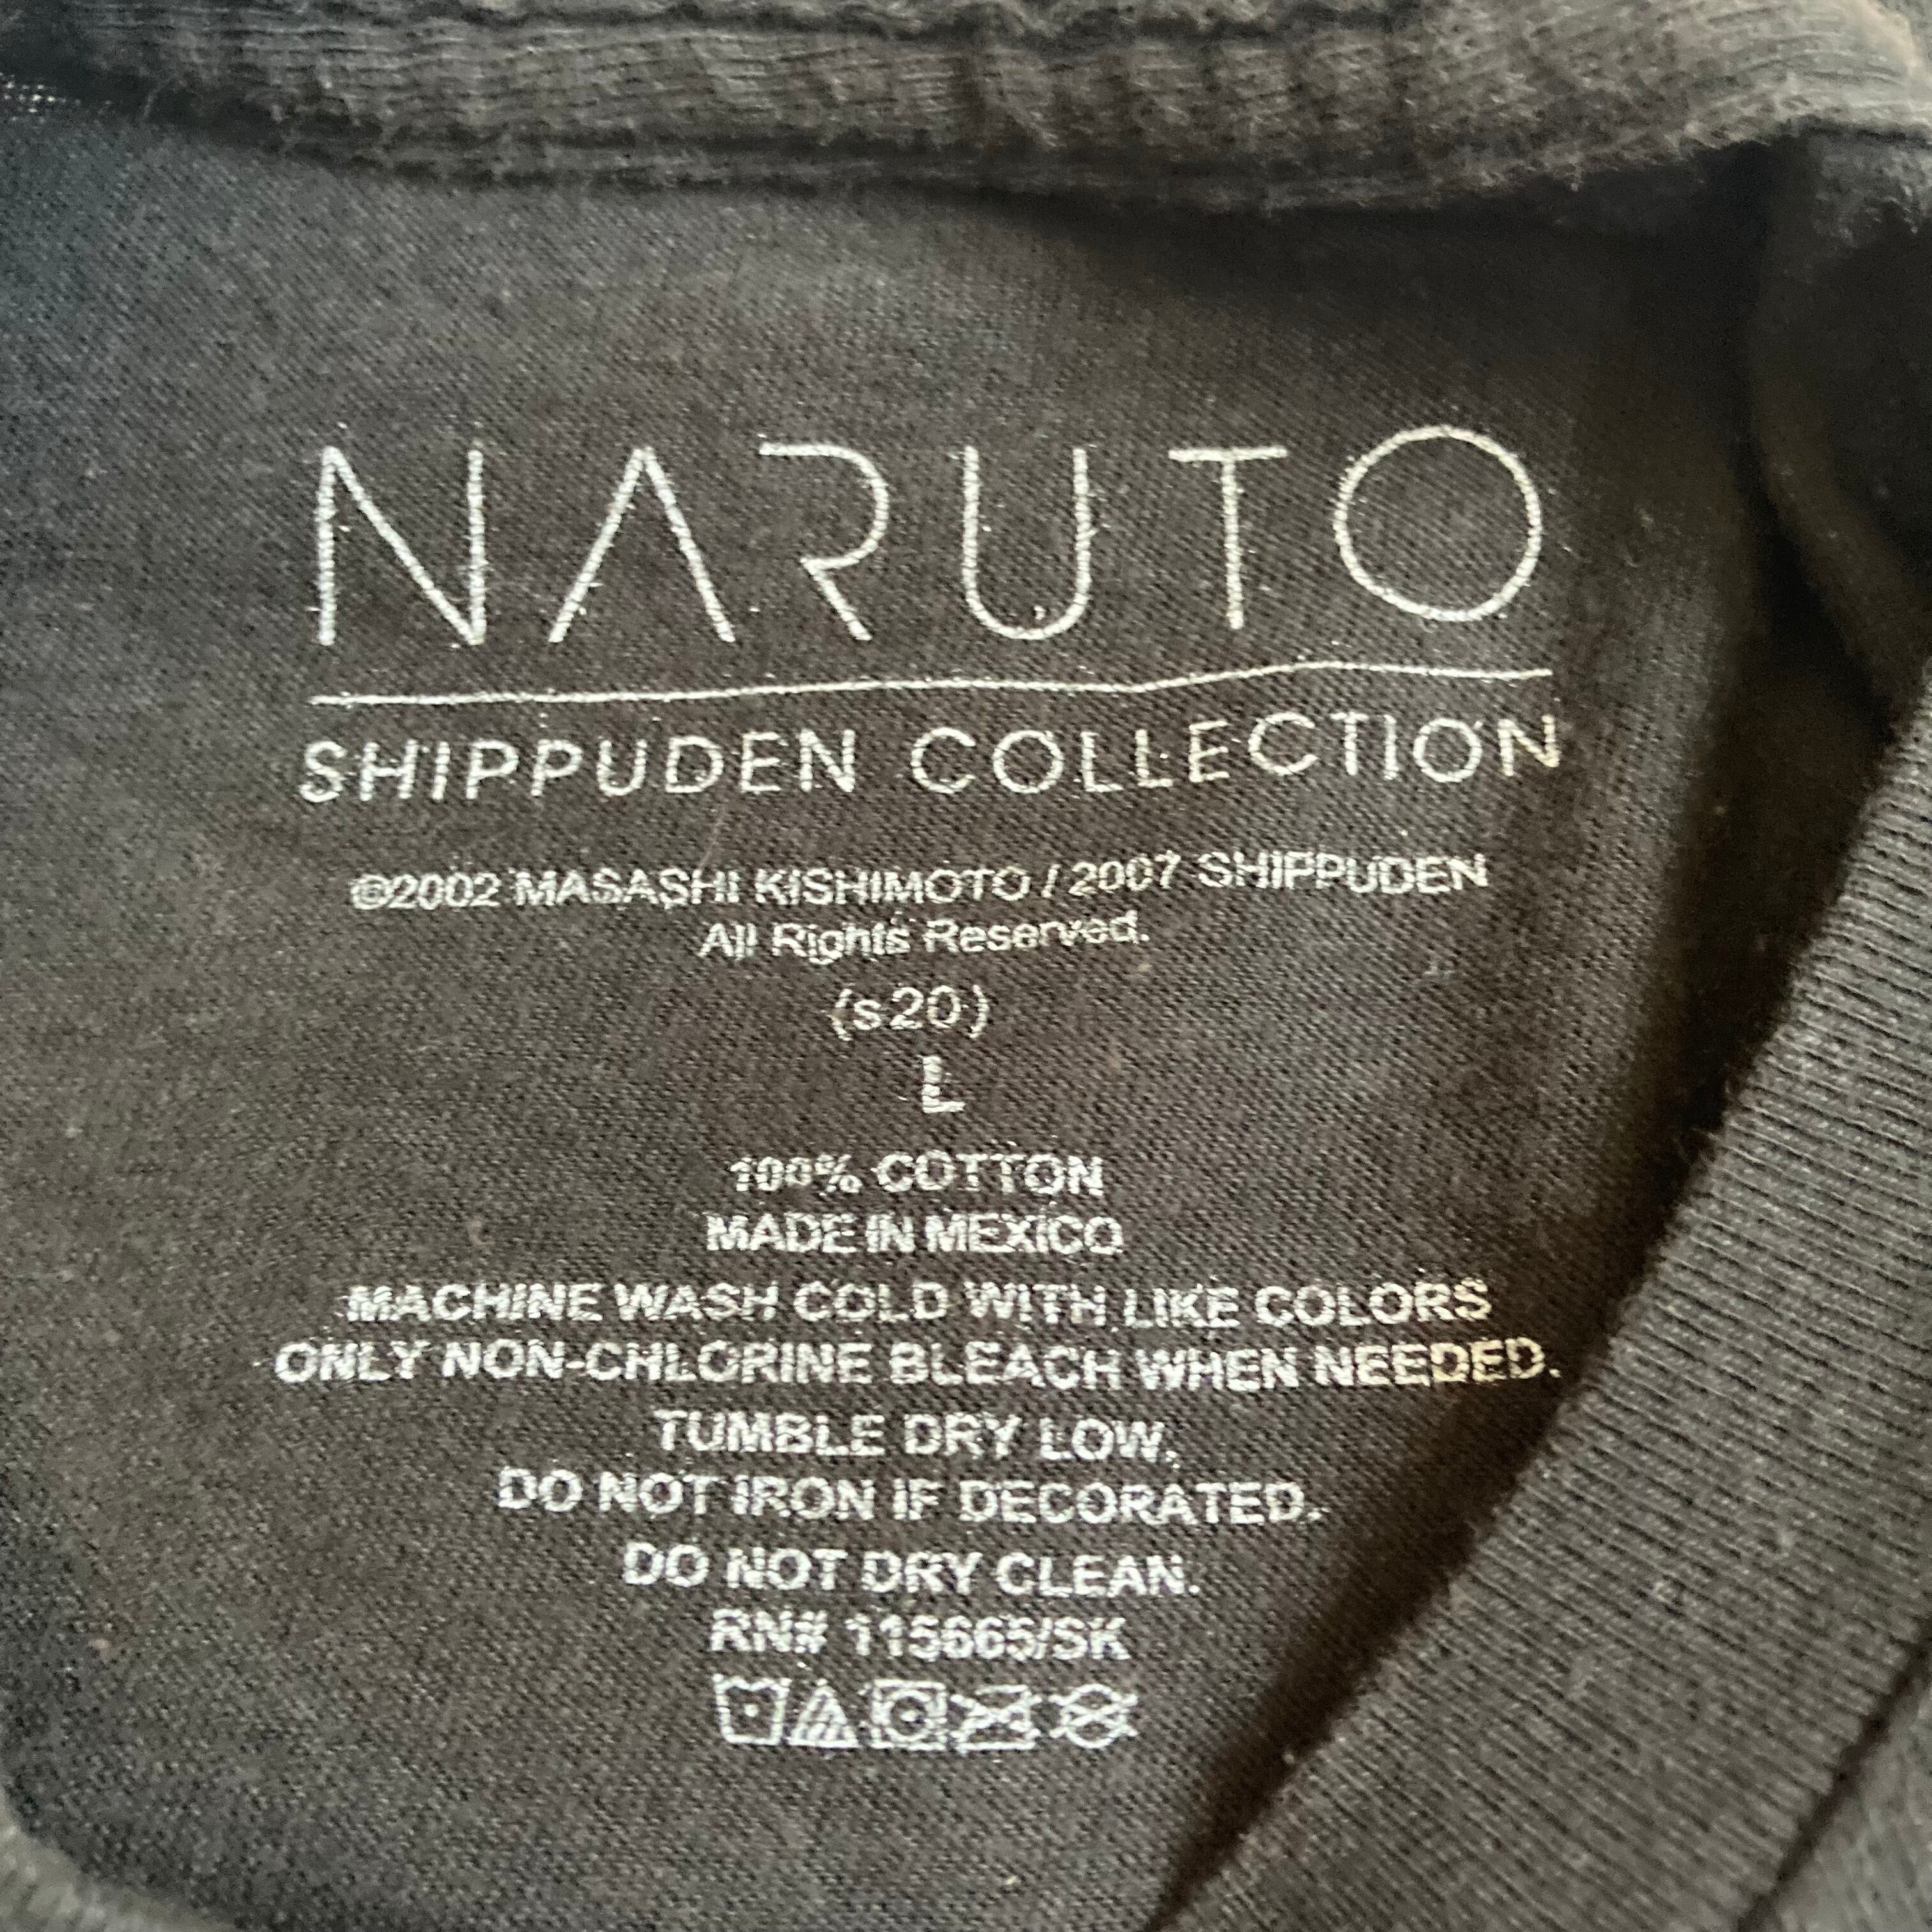 NARUTO
SHIPPUDEN COLLECTION
©2002 MASASHI KISHIMOTO / 2007 SHIPPUDEN
All Rights Reserved.
(s20)
L
100% COTTON
MADE IN MEXICO
MACHINE WASH COLD WITH LIKE COLORS
ONLY NON-CHLORINE BLEACH WHEN NEEDED.
TUMBLE DRY LOW.
DO NOT IRON IF DECORATED.
DO NOT DRY CLEAN.
RN# 115665/SK